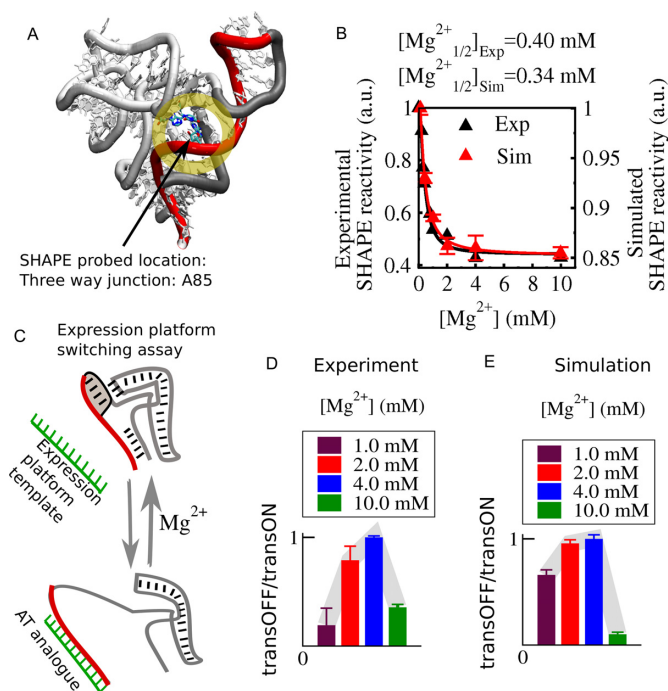 A
SHAPE probed location:
Three way junction: A85
B
[Mg²⁺₁/₂]Exp=0.40 mM
[Mg²⁺₁/₂]Sim=0.34 mM
Experimental
SHAPE reactivity (a.u.)
1
0.8
0.6
0.4
Exp
Sim
1
0.95
0.9
0.85
Simulated
SHAPE reactivity (a.u.)
0 2 4 6 8 10
[Mg²⁺] (mM)
C
Expression platform
switching assay
Expression
platform
template
Mg²⁺
AT analogue
D
Experiment
[Mg²⁺] (mM)
1.0 mM
2.0 mM
4.0 mM
10.0 mM
transOFF/transON
1
0
E
Simulation
[Mg²⁺] (mM)
1.0 mM
2.0 mM
4.0 mM
10.0 mM
transOFF/transON
1
0